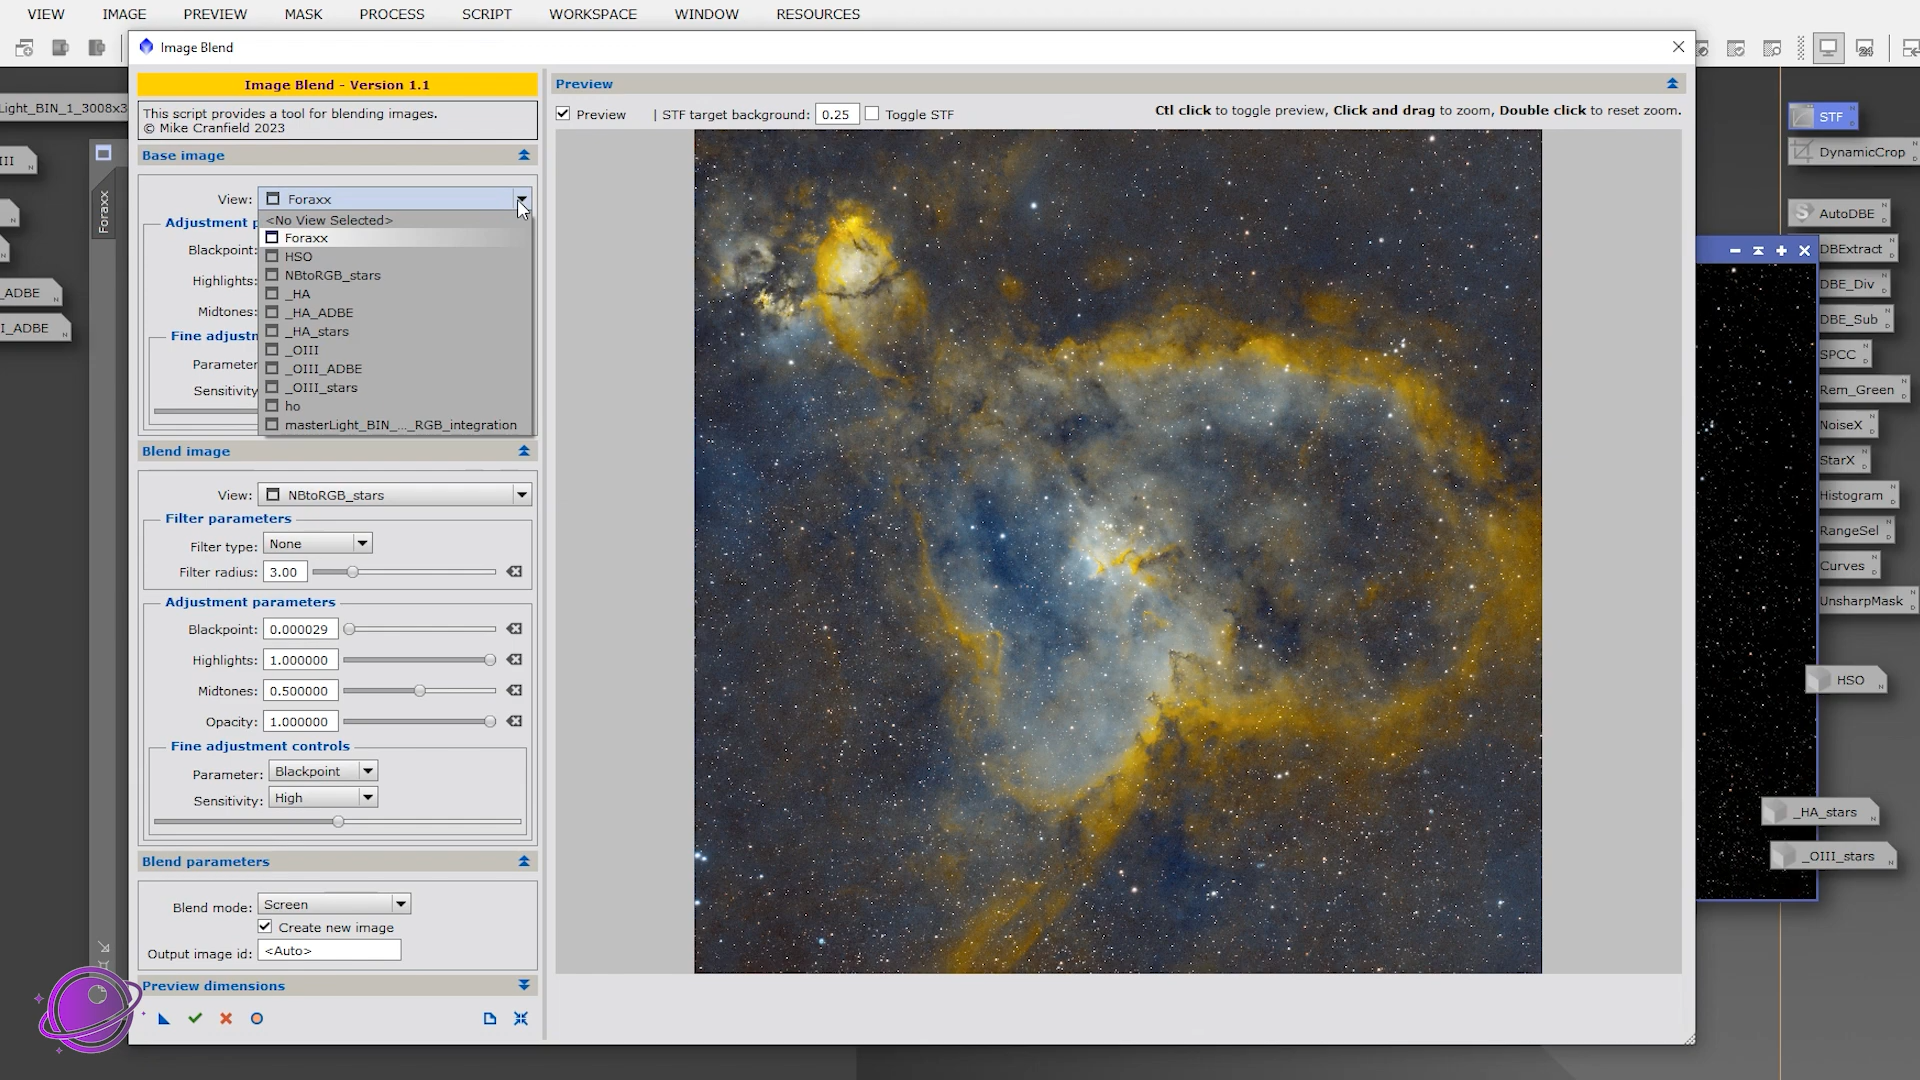 VIEW IMAGE PREVIEW MASK PROCESS SCRIPT WORKSPACE WINDOW RESOURCES
Image Blend
Image Blend - Version 1.1
This script provides a tool for blending images.
© Mike Cranfield 2023
Base image
View: Foraxx
<No View Selected>
Foraxx
HSO
NBtoRGB_stars
_HA
_HA_ADBE
_HA_stars
_OIII
_OIII_ADBE
_OIII_stars
ho
masterLight_BIN_..._RGB_integration
Adjustment p
Blackpoint:
Highlights:
Midtones:
Fine adjustn
Parameter
Sensitivity
Blend image
View: NBtoRGB_stars
Filter parameters
Filter type: None
Filter radius: 3.00
Adjustment parameters
Blackpoint: 0.000029
Highlights: 1.000000
Midtones: 0.500000
Opacity: 1.000000
Fine adjustment controls
Parameter: Blackpoint
Sensitivity: High
Blend parameters
Blend mode: Screen
Create new image
Output image id: <Auto>
Preview dimensions
Preview
Preview | STF target background: 0.25 Toggle STF
Ctl click to toggle preview, Click and drag to zoom, Double click to reset zoom.
Light_BIN_1_3008x3
III
_ADBE
I_ADBE
Foraxx
24
STF
DynamicCrop
AutoDBE
DBExtract
DBE_Div
DBE_Sub
SPCC
Rem_Green
NoiseX
StarX
Histogram
RangeSel
Curves
UnsharpMask
HSO
_HA_stars
_OIII_stars